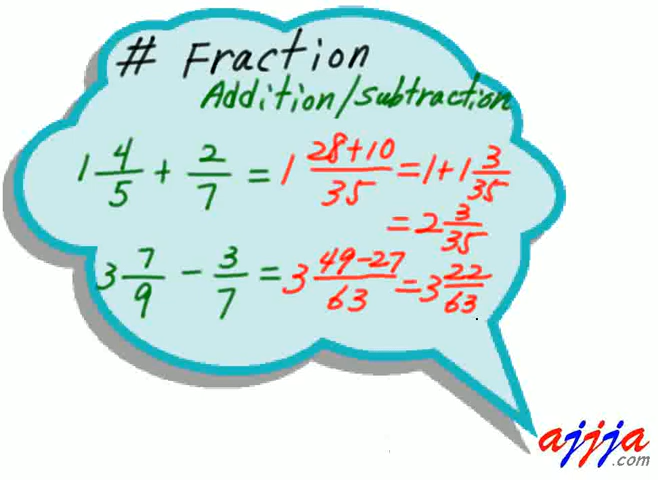 # Fraction
Addition/Subtraction
1 4/5 + 2/7 = 1 28+10/35 = 1+1 3/35
= 2 3/35
3 7/9 - 3/7 = 3 49-27/63 = 3 22/63
ajjja
.com